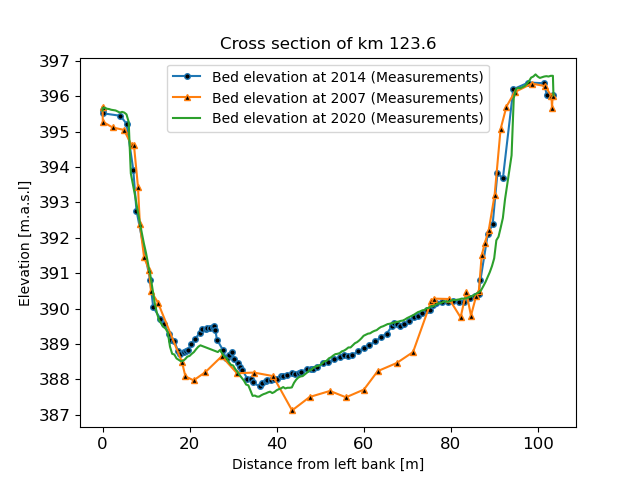 Cross section of km 123.6
Bed elevation at 2014 (Measurements)
Bed elevation at 2007 (Measurements)
Bed elevation at 2020 (Measurements)
397
396
395
394
393
392
391
390
389
388
387
Elevation [m.a.s.l]
0 20 40 60 80 100
Distance from left bank [m]